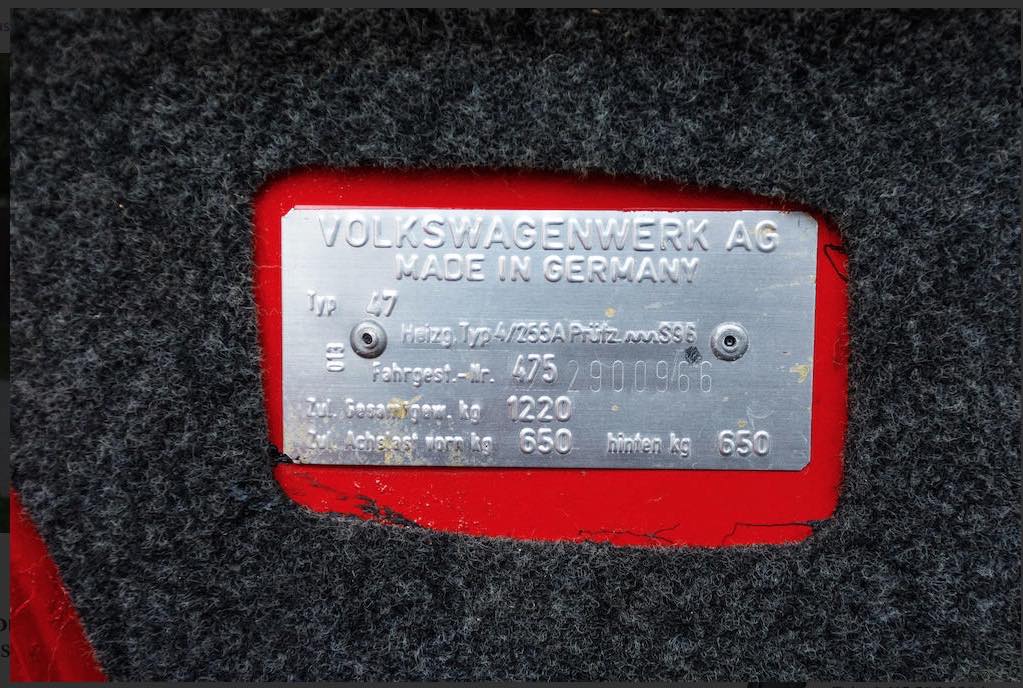 VOLKSWAGENWERK AG
MADE IN GERMANY
Typ 47
Heizg. Typ 4/255A Prüfz. ~~~S96
013
Fahrgest.-Nr. 475 2900966
Zul. Gesamtgew. kg 1220
Zul. Achslast vorn kg 650 hinten kg 650